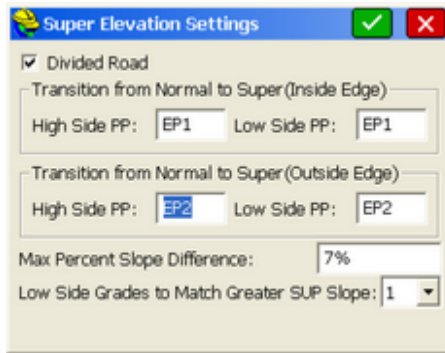 Super Elevation Settings
Divided Road
Transition from Normal to Super(Inside Edge)
High Side PP: EP1 Low Side PP: EP1
Transition from Normal to Super(Outside Edge)
High Side PP: EP2 Low Side PP: EP2
Max Percent Slope Difference: 7%
Low Side Grades to Match Greater SUP Slope: 1